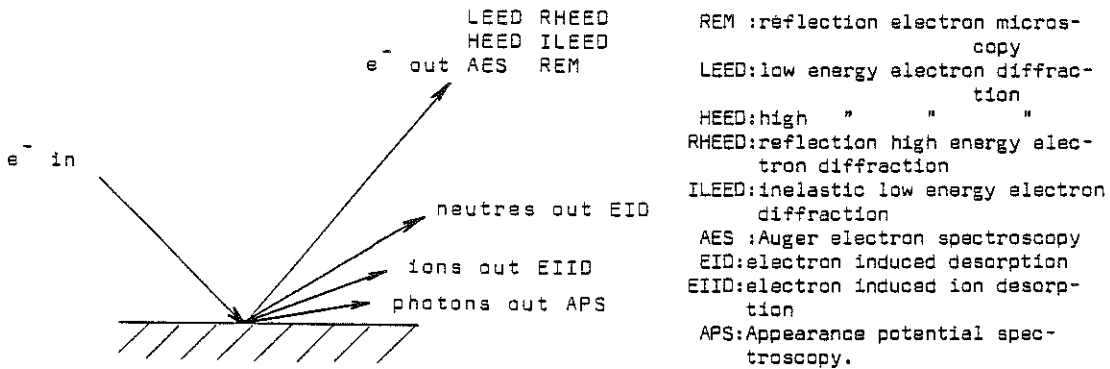 LEED RHEED
HEED ILEED
e⁻ out AES REM
e⁻ in
neutres out EID
ions out EIID
photons out APS
REM :reflection electron micros-
copy
LEED:low energy electron diffrac-
tion
HEED:high " " "
RHEED:reflection high energy elec-
tron diffraction
ILEED:inelastic low energy electron
diffraction
AES :Auger electron spectroscopy
EID:electron induced desorption
EIID:electron induced ion desorp-
tion
APS:Appearance potential spec-
troscopy.